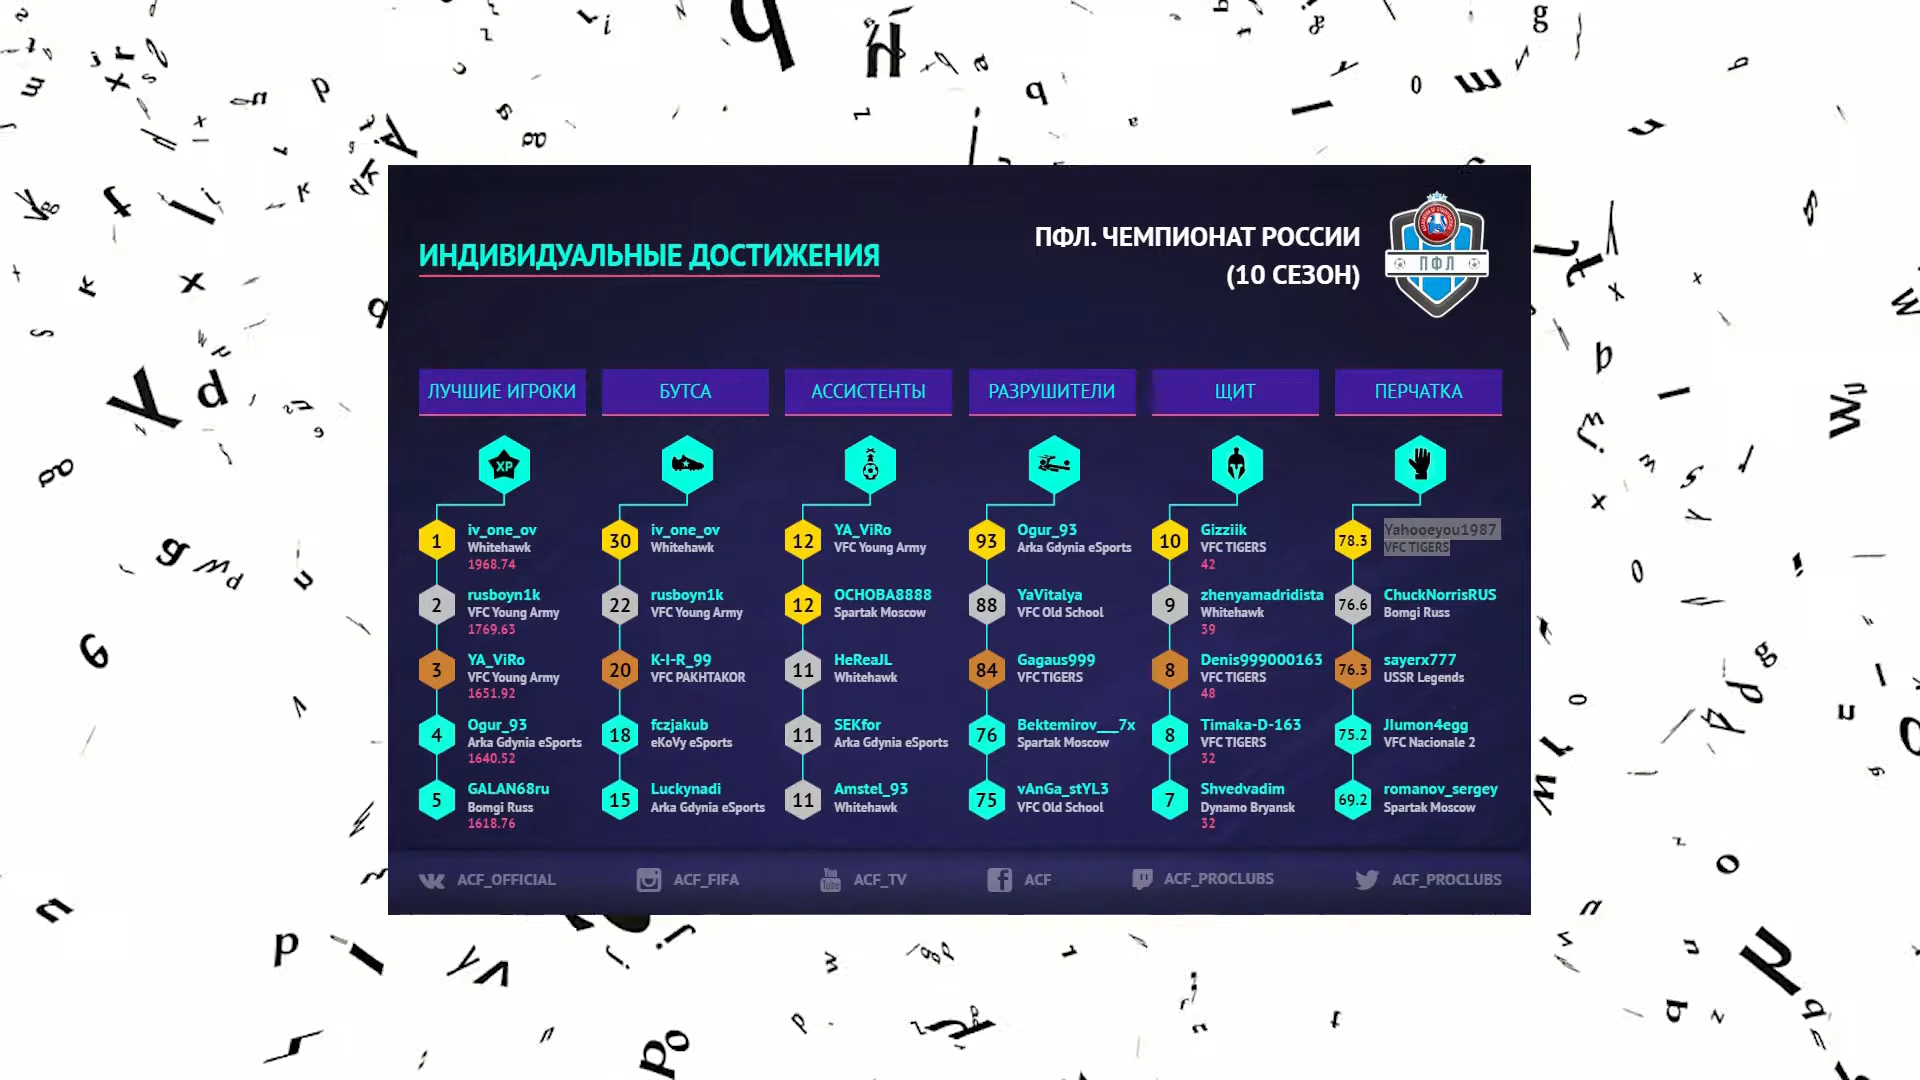 ИНДИВИДУАЛЬНЫЕ ДОСТИЖЕНИЯ
ПФЛ. ЧЕМПИОНАТ РОССИИ
(10 СЕЗОН)
ПФЛ
ЛУЧШИЕ ИГРОКИ
XP
1 iv_one_ov
Whitehawk
1968.74
2 rusboyn1k
VFC Young Army
1769.63
3 YA_ViRo
VFC Young Army
1651.92
4 Ogur_93
Arka Gdynia eSports
1640.52
5 GALAN68ru
Bomgi Russ
1618.76
БУТСА
30 iv_one_ov
Whitehawk
22 rusboyn1k
VFC Young Army
20 K-I-R_99
VFC PAKHTAKOR
18 fczjakub
eKoVy eSports
15 Luckynadi
Arka Gdynia eSports
АССИСТЕНТЫ
12 YA_ViRo
VFC Young Army
12 OCHOBA8888
Spartak Moscow
11 HeReaJL
Whitehawk
11 SEKfor
Arka Gdynia eSports
11 Amstel_93
Whitehawk
РАЗРУШИТЕЛИ
93 Ogur_93
Arka Gdynia eSports
88 YaVitalya
VFC Old School
84 Gagaus999
VFC TIGERS
76 Bektemirov___7x
Spartak Moscow
75 vAnGa_stYL3
VFC Old School
ЩИТ
10 Gizziik
VFC TIGERS
42
9 zhenyamadridista
Whitehawk
39
8 Denis999000163
VFC TIGERS
48
8 Timaka-D-163
VFC TIGERS
32
7 Shvedvadim
Dynamo Bryansk
32
ПЕРЧАТКА
78.3 Yahooeyou1987
VFC TIGERS
76.6 ChuckNorrisRUS
Bomgi Russ
76.3 sayerx777
USSR Legends
75.2 JIumon4egg
VFC Nacionale 2
69.2 romanov_sergey
Spartak Moscow
ACF_OFFICIAL
ACF_FIFA
You Tube ACF_TV
ACF
ACF_PROCLUBS
ACF_PROCLUBS